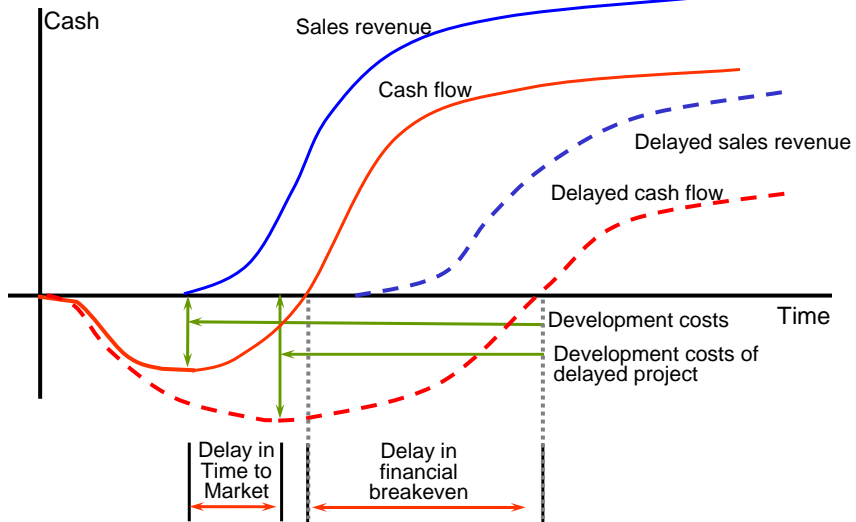 Cash
Sales revenue
Cash flow
Delayed sales revenue
Delayed cash flow
Time
Development costs
Development costs of
delayed project
Delay in
Time to
Market
Delay in
financial
breakeven